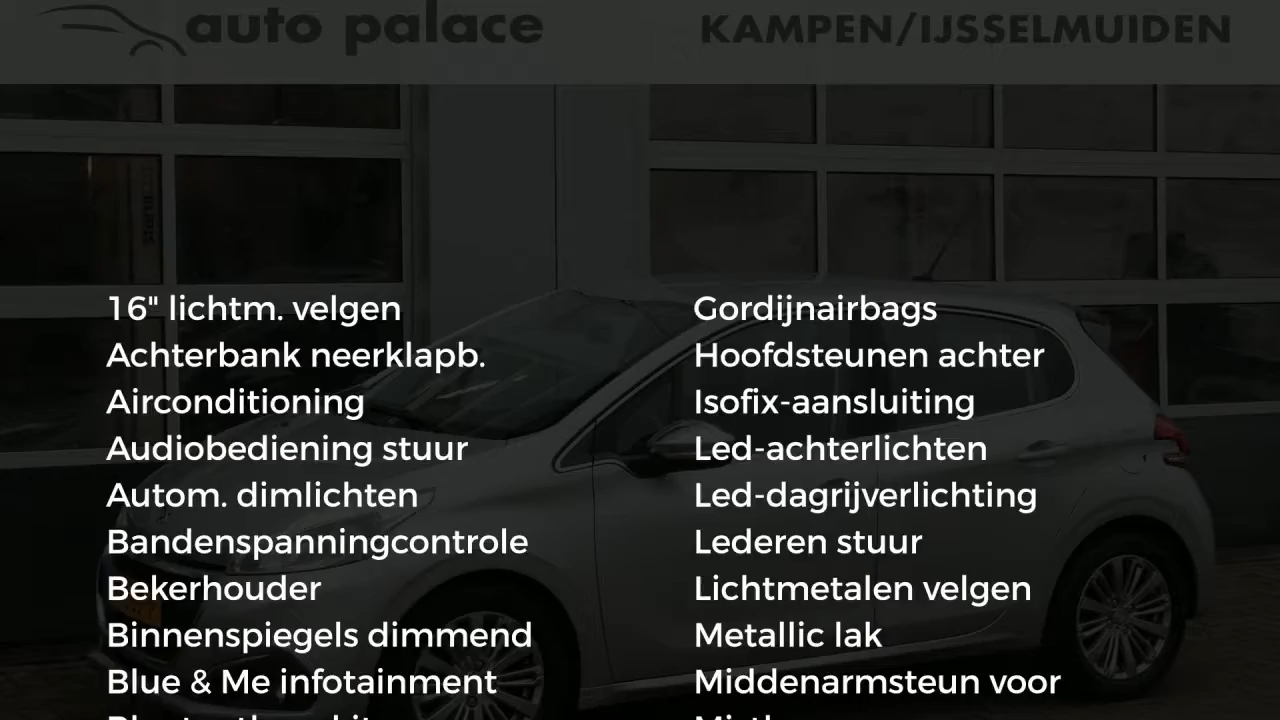 auto palace
KAMPEN/IJSSELMUIDEN
16" lichtm. velgen
Achterbank neerklapb.
Airconditioning
Audiobediening stuur
Autom. dimlichten
Bandenspanningcontrole
Bekerhouder
Binnenspiegels dimmend
Blue & Me infotainment
Gordijnairbags
Hoofdsteunen achter
Isofix-aansluiting
Led-achterlichten
Led-dagrijverlichting
Lederen stuur
Lichtmetalen velgen
Metallic lak
Middenarmsteun voor